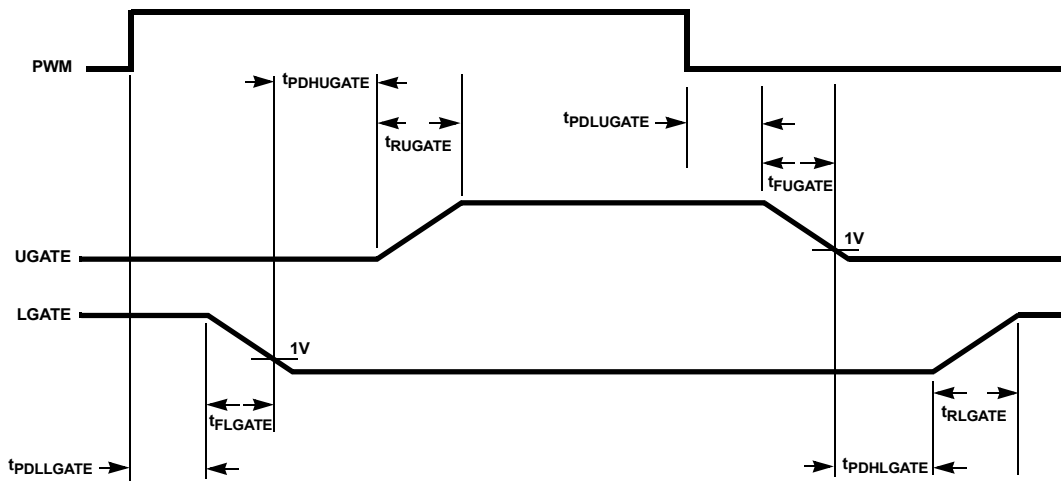 PWM
tPDHUGATE
tRUGATE
tPDLUGATE
tFUGATE
1V
UGATE
LGATE
1V
tFLGATE
tRLGATE
tPDLLGATE
tPDHLGATE